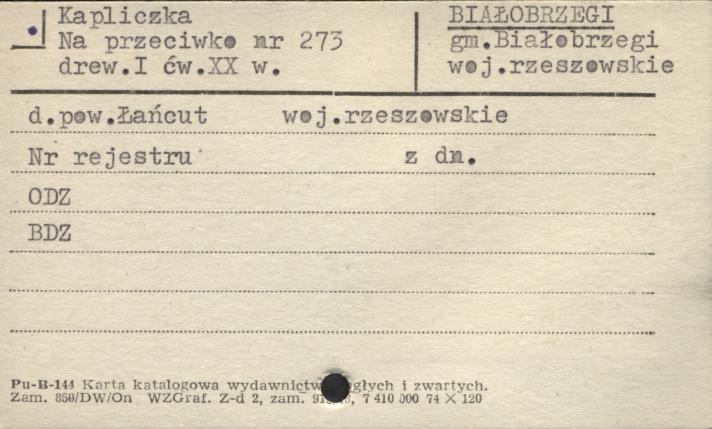 Kapliczka
Na przeciwko nr 273
drew.I ćw.XX w.
BIAŁOBRZEGI
gm.Białobrzegi
woj.rzeszowskie
d.pow.Łańcut woj.rzeszowskie
Nr rejestru z dn.
ODZ
BDZ
Pu-B-144 Karta katalogowa wydawnictw i zwartych.
Zam. 850/DW/On WZGraf. Z-d 2, zam. 7 410 000 74 × 120